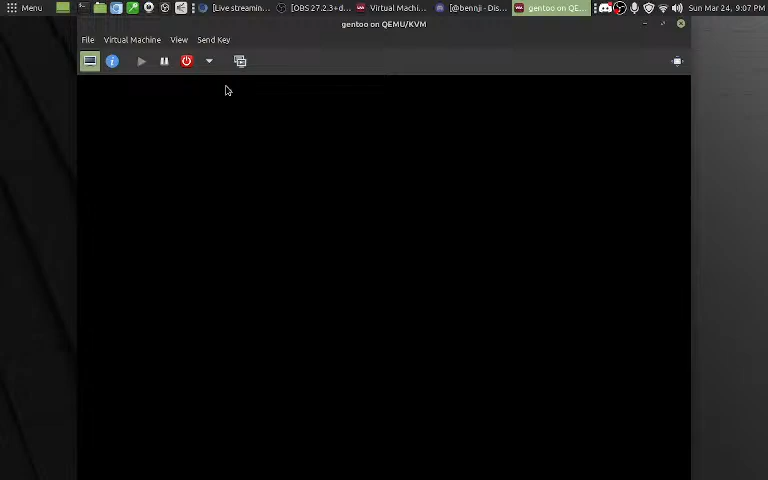 Menu [Live streamin... [OBS 27.2.3+d... Virtual Machi... [@bennji - Dis... gentoo on QE... Sun Mar 24, 9:07 PM
gentoo on QEMU/KVM
File Virtual Machine View Send Key